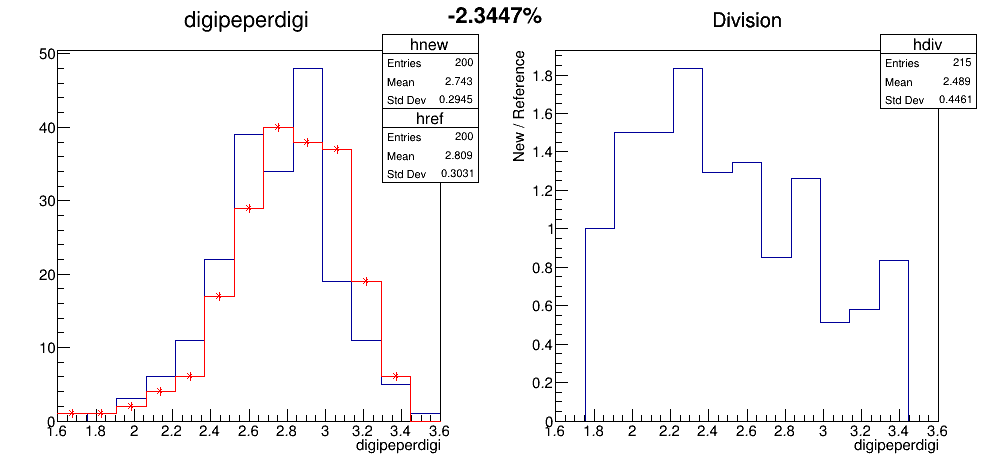 -2.3447%
digipeperdigi
hnew
Entries 200
Mean 2.743
Std Dev 0.2945
href
Entries 200
Mean 2.809
Std Dev 0.3031
50
40
30
20
10
0
1.6 1.8 2 2.2 2.4 2.6 2.8 3 3.2 3.4 3.6
digipeperdigi
Division
hdiv
Entries 215
Mean 2.489
Std Dev 0.4461
New / Reference
1.8
1.6
1.4
1.2
1
0.8
0.6
0.4
0.2
0
1.6 1.8 2 2.2 2.4 2.6 2.8 3 3.2 3.4 3.6
digipeperdigi